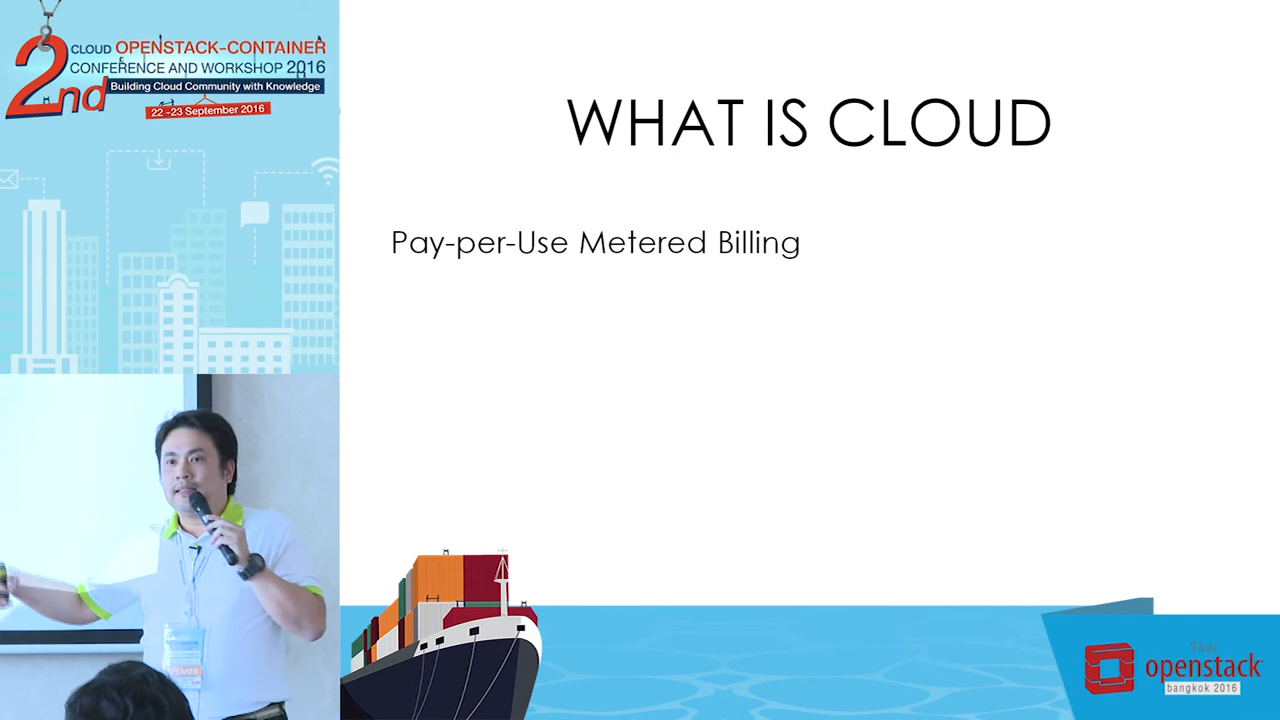 2nd
CLOUD OPENSTACK-CONTAINER
CONFERENCE AND WORKSHOP 2016
Building Cloud Community with Knowledge
22 -23 September 2016
WHAT IS CLOUD
Pay-per-Use Metered Billing
Thai
openstack
bangkok 2016